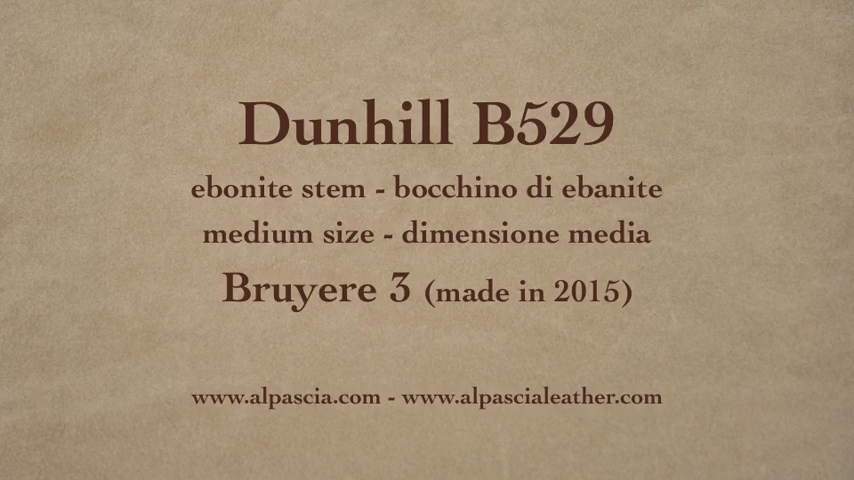 Dunhill B529
ebonite stem - bocchino di ebanite
medium size - dimensione media
Bruyere 3 (made in 2015)
www.alpascia.com - www.alpascialeather.com